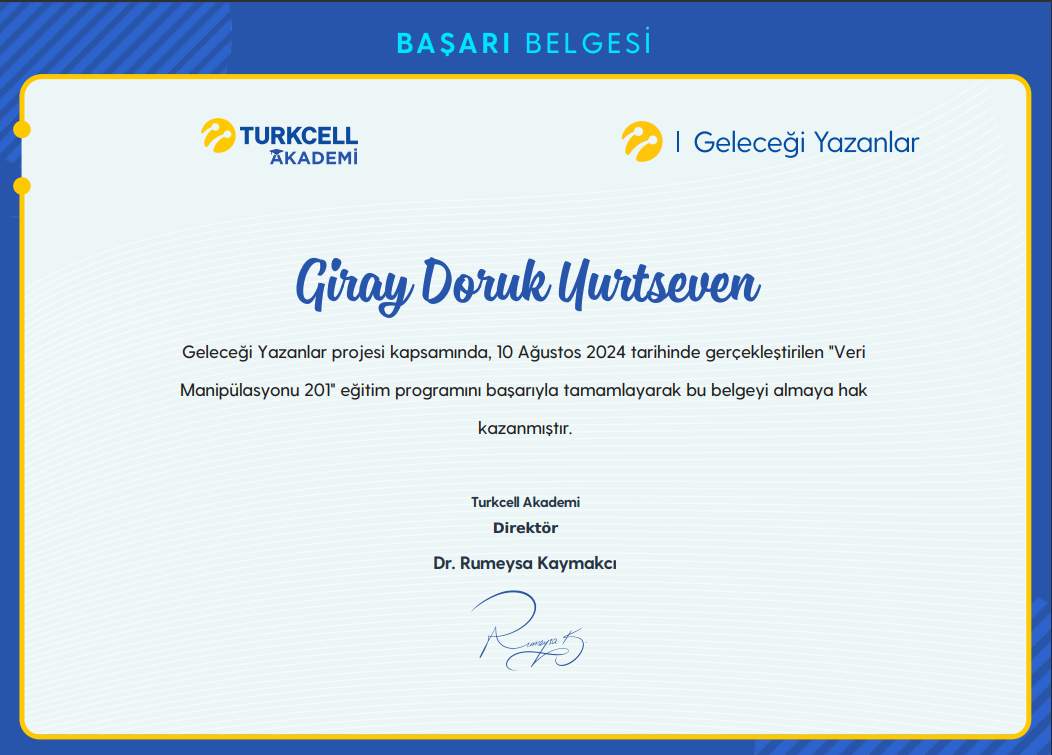 BAŞARI BELGESİ
TURKCELL
AKADEMİ
Geleceği Yazanlar
Giray Doruk Yurtseven
Geleceği Yazanlar projesi kapsamında, 10 Ağustos 2024 tarihinde gerçekleştirilen "Veri
Manipülasyonu 201" eğitim programını başarıyla tamamlayarak bu belgeyi almaya hak
kazanmıştır.
Turkcell Akademi
Direktör
Dr. Rumeysa Kaymakcı
Rumeysa K.